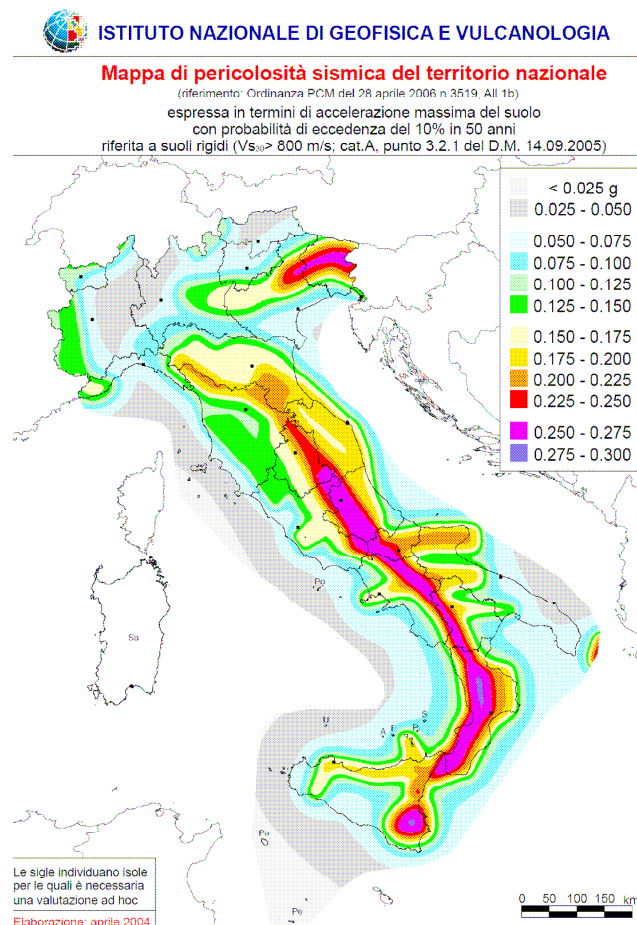 ISTITUTO NAZIONALE DI GEOFISICA E VULCANOLOGIA
Mappa di pericolosità sismica del territorio nazionale
(riferimento: Ordinanza PCM del 28 aprile 2006 n.3519, All.1b)
espressa in termini di accelerazione massima del suolo
con probabilità di eccedenza del 10% in 50 anni
riferita a suoli rigidi (Vs30> 800 m/s; cat.A, punto 3.2.1 del D.M. 14.09.2005)
< 0.025 g
0.025 - 0.050
0.050 - 0.075
0.075 - 0.100
0.100 - 0.125
0.125 - 0.150
0.150 - 0.175
0.175 - 0.200
0.200 - 0.225
0.225 - 0.250
0.250 - 0.275
0.275 - 0.300
Po
Sa
U
A
F
P
S
Pa
Pe
Le sigle individuano isole
per le quali è necessaria
una valutazione ad hoc
Elaborazione: aprile 2004
0 50 100 150 km